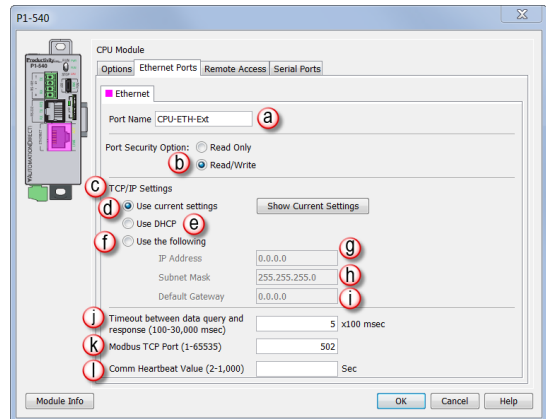 P1-540
CPU Module
Productivity
P1-540
Options Ethernet Ports Remote Access Serial Ports
Ethernet
Port Name CPU-ETH-Ext a
Port Security Option: Read Only
b Read/Write
c TCP/IP Settings
d Use current settings Show Current Settings
Use DHCP e
f Use the following
IP Address 0.0.0.0 g
Subnet Mask 255.255.255.0 h
Default Gateway 0.0.0.0 i
j Timeout between data query and
response (100-30,000 msec) 5 x100 msec
k Modbus TCP Port (1-65535) 502
l Comm Heartbeat Value (2-1,000) Sec
AUTOMATIONDIRECT
Module Info OK Cancel Help